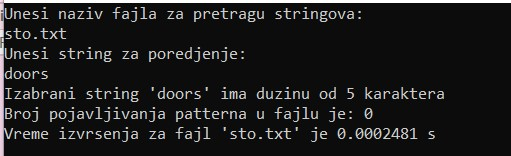 Unesi naziv fajla za pretragu stringova:
sto.txt
Unesi string za poredjenje:
doors
Izabrani string 'doors' ima duzinu od 5 karaktera
Broj pojavljivanja patterna u fajlu je: 0
Vreme izvrsenja za fajl 'sto.txt' je 0.0002481 s